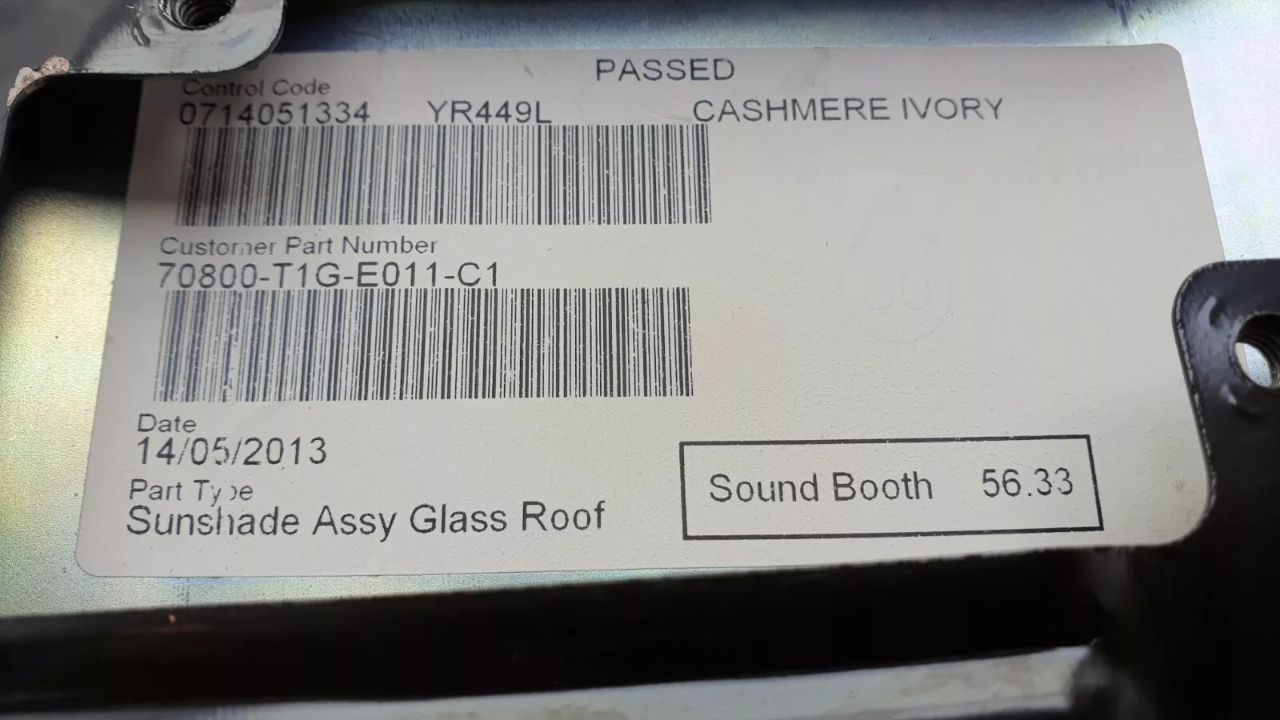 PASSED
Control Code
0714051334 YR449L CASHMERE IVORY
Customer Part Number
70800-T1G-E011-C1
Date
14/05/2013
Part Type
Sunshade Assy Glass Roof
Sound Booth 56.33